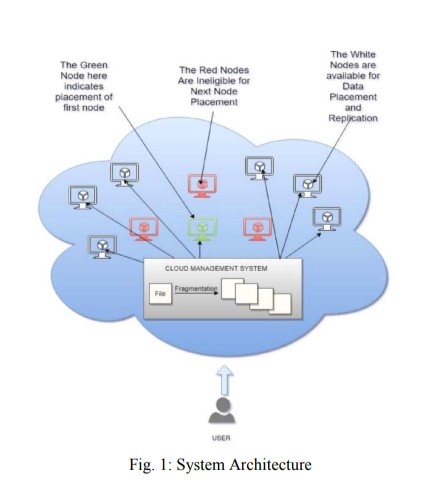 The Green
Node here
indicates
placement of
first node
The Red Nodes
Are Ineligible for
Next Node
Placement
The White
Nodes are
available for
Data
Placement
and
Replication
CLOUD MANAGEMENT SYSTEM
File
Fragmentation
USER
Fig. 1: System Architecture